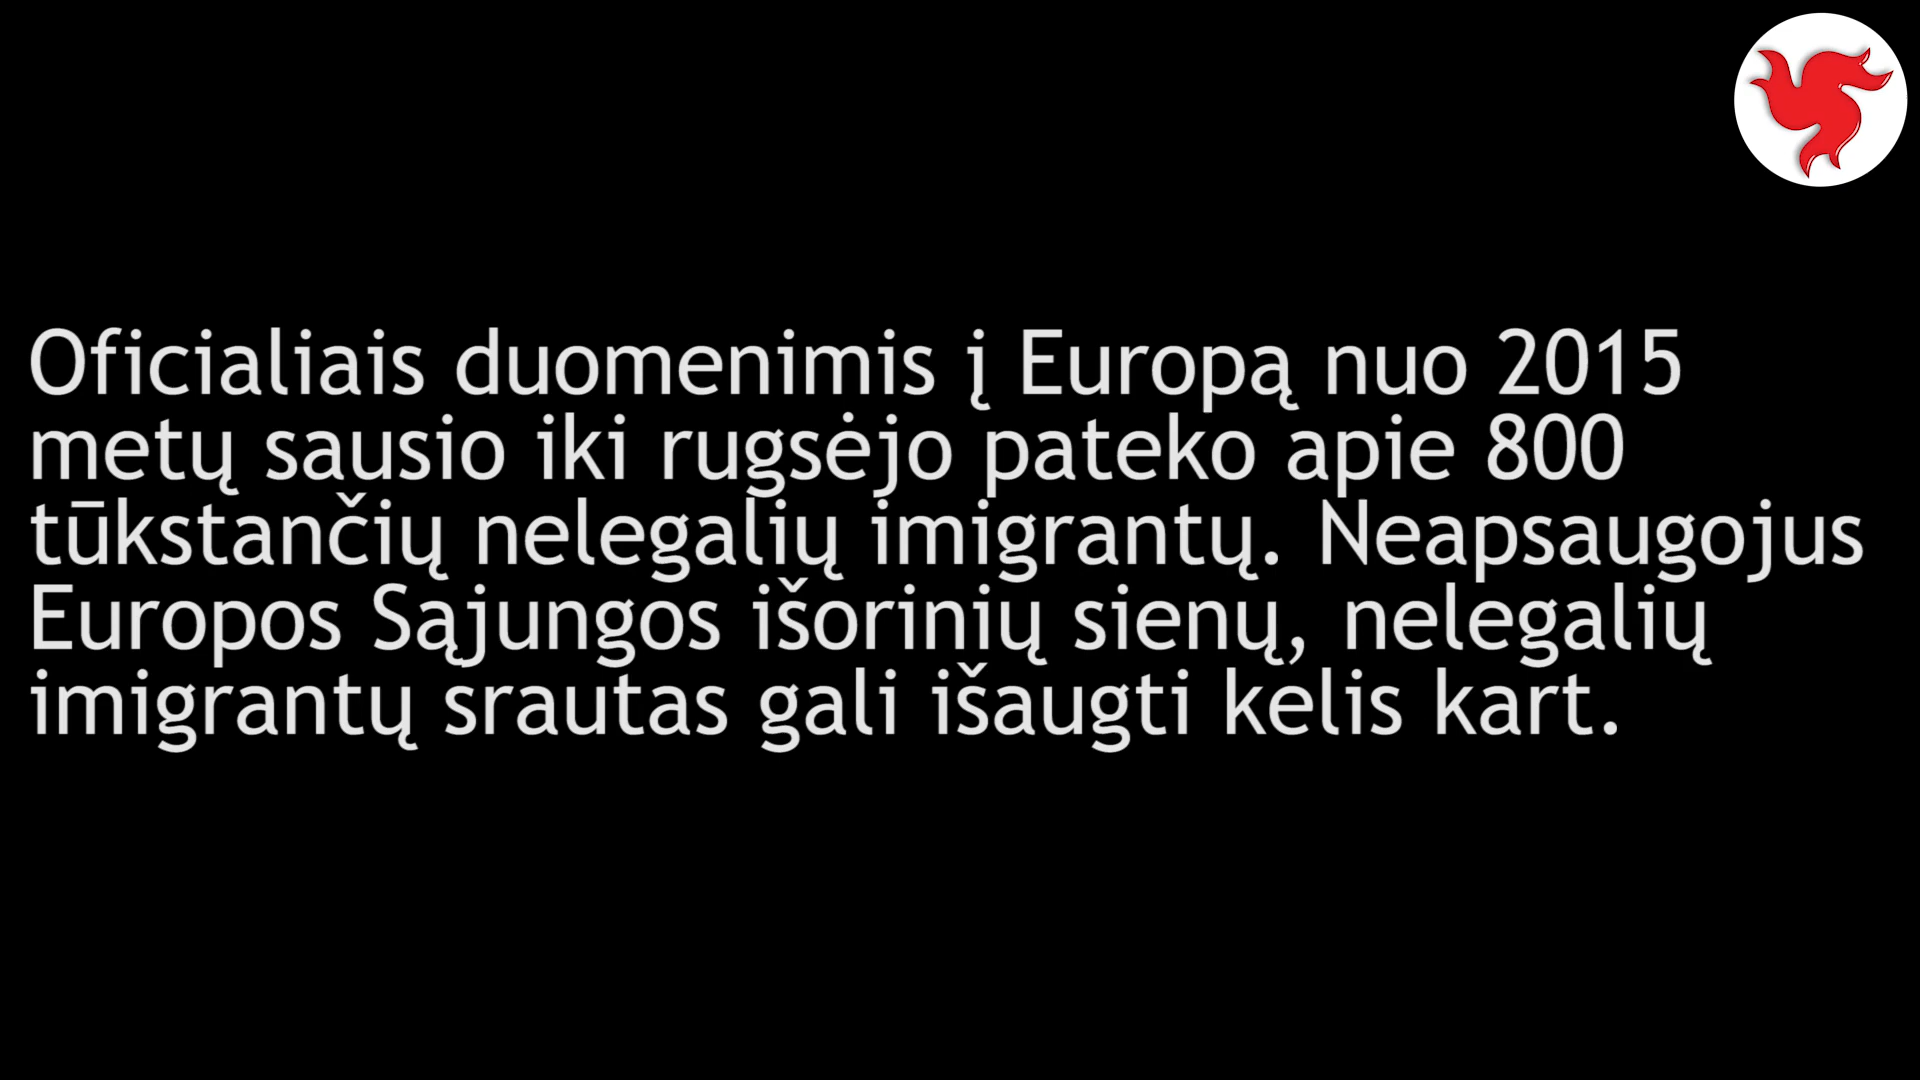 Oficialiais duomenimis į Europą nuo 2015
metų sausio iki rugsėjo pateko apie 800
tūkstančių nelegalių imigrantų. Neapsaugojus
Europos Sąjungos išorinių sienų, nelegalių
imigrantų srautas gali išaugti kelis kart.